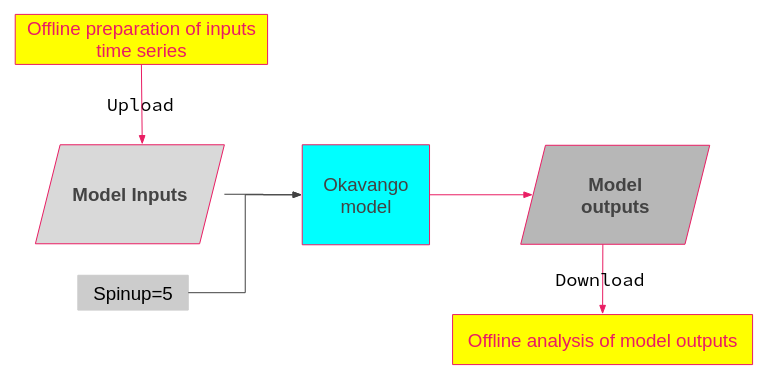 Offline preparation of inputs
time series
Upload
Model Inputs
Okavango
model
Model
outputs
Spinup=5
Download
Offline analysis of model outputs